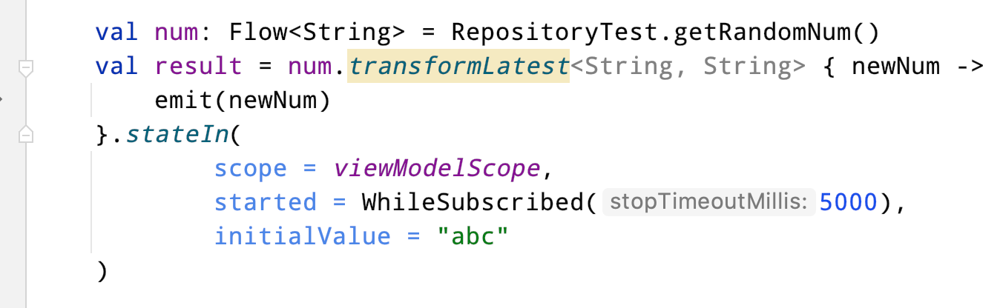 val num: Flow<String> = RepositoryTest.getRandomNum()
val result = num.transformLatest<String, String> { newNum ->
emit(newNum)
}.stateIn(
scope = viewModelScope,
started = WhileSubscribed( stopTimeoutMillis: 5000),
initialValue = "abc"
)